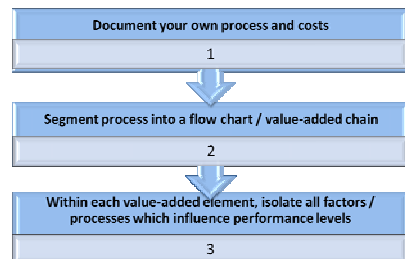 Document your own process and costs
1
Segment process into a flow chart / value-added chain
2
Within each value-added element, isolate all factors /
processes which influence performance levels
3